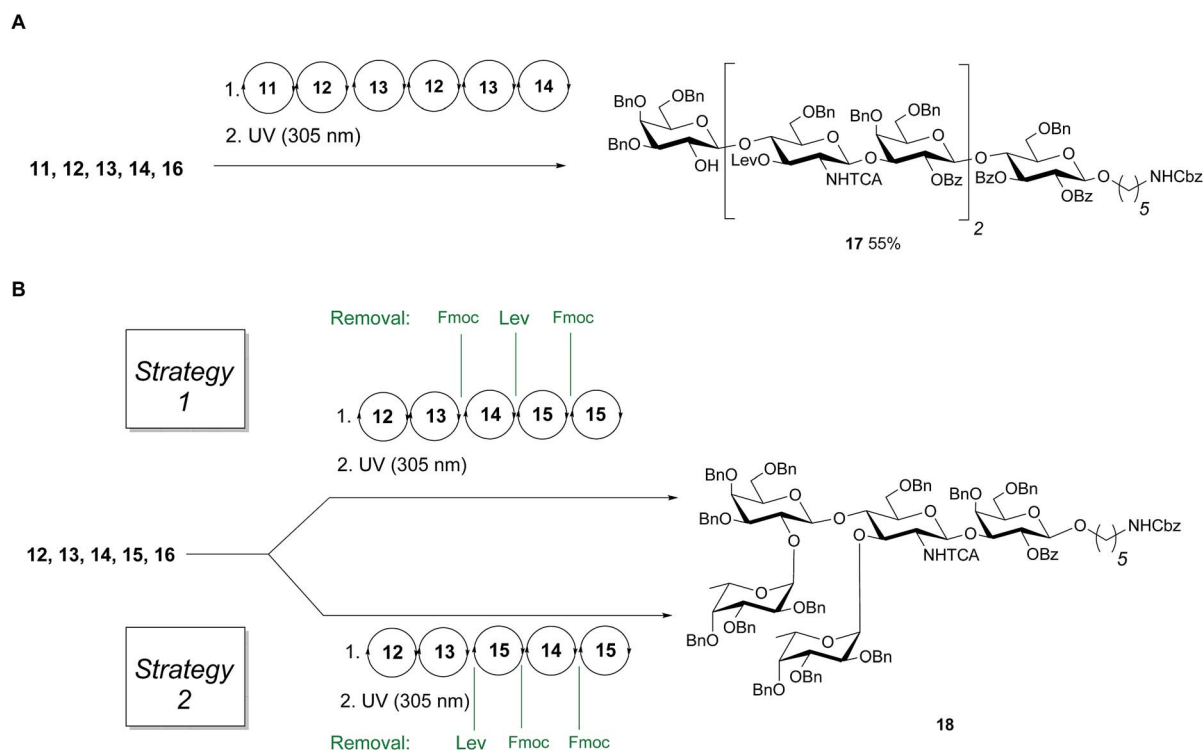 A
1. 11 12 13 12 13 14
2. UV (305 nm)
11, 12, 13, 14, 16
OBn
BnO
O
BnO
OH
O
OBn
O
LevO
NHTCA
O
BnO
OBn
O
OBz
O
OBn
O
BzO
OBz
O
NHCbz
5
2
17 55%
B
Removal: Fmoc Lev Fmoc
Strategy
1
1. 12 13 14 15 15
2. UV (305 nm)
12, 13, 14, 15, 16
BnO
OBn
O
BnO
O
O
OBn
O
O
NHTCA
O
BnO
OBn
O
OBz
O
NHCbz
5
O
OBn
OBn
BnO
O
OBn
OBn
BnO
18
Strategy
2
1. 12 13 15 14 15
2. UV (305 nm)
Removal: Lev Fmoc Fmoc